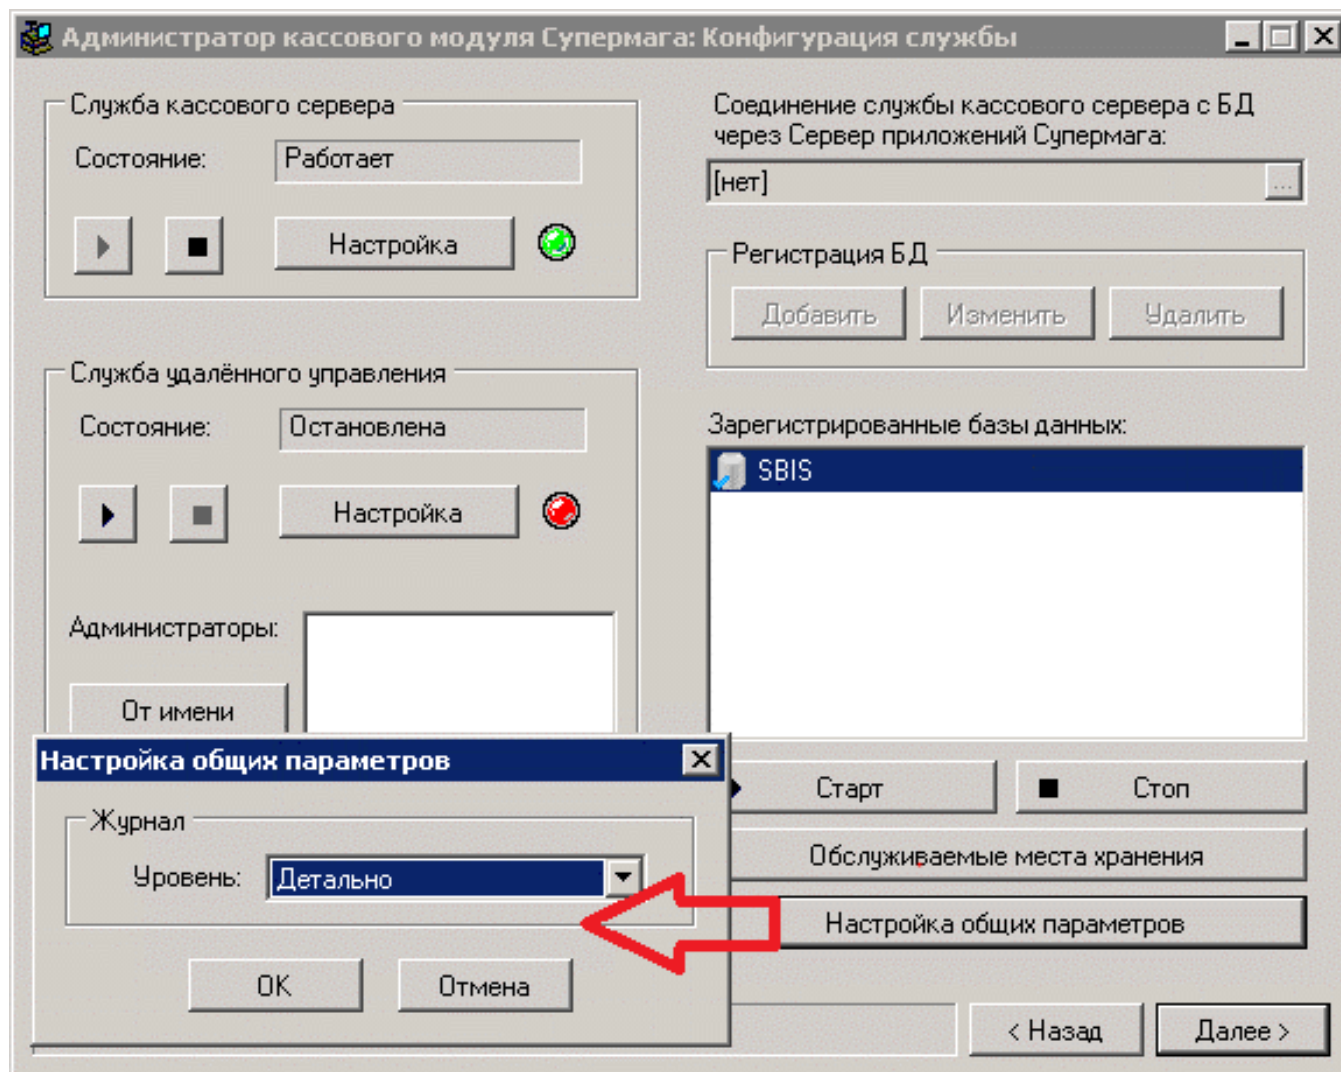 Администратор кассового модуля Супермага: Конфигурация службы
Служба кассового сервера
Состояние:
Работает
Настройка
Соединение службы кассового сервера с БД
через Сервер приложений Супермага:
[нет]
...
Регистрация БД
Добавить
Изменить
Удалить
Служба удалённого управления
Состояние:
Остановлена
Настройка
Администраторы:
От имени
Зарегистрированные базы данных:
SBIS
Старт
Стоп
Обслуживаемые места хранения
Настройка общих параметров
Настройка общих параметров
Журнал
Уровень:
Детально
OK
Отмена
< Назад
Далее >